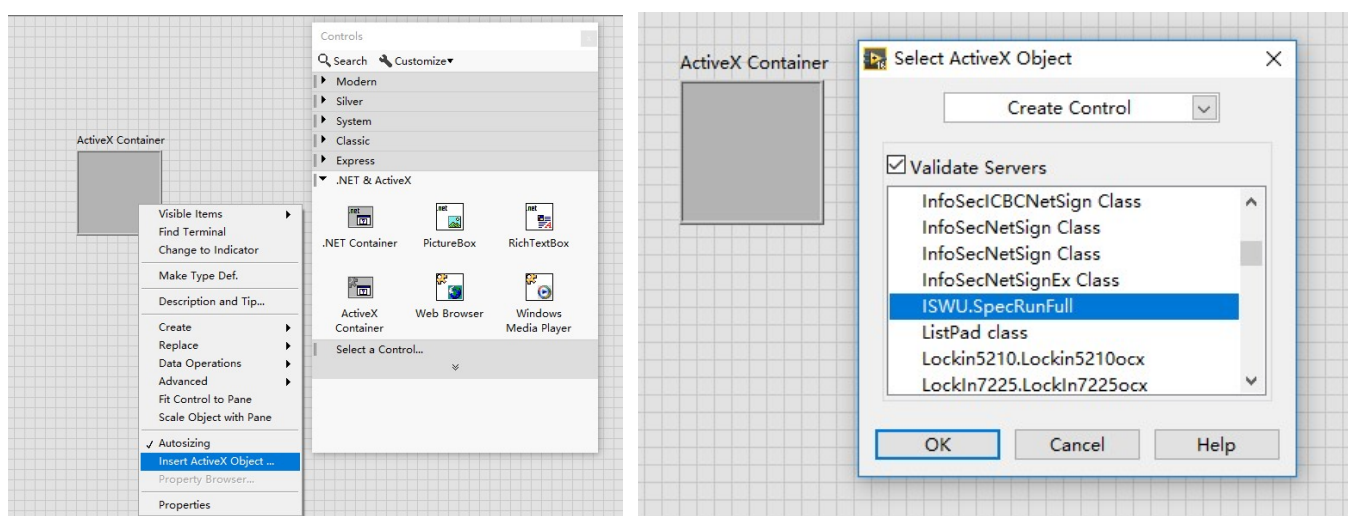 Controls
Search Customize
Modern
Silver
System
Classic
Express
.NET & ActiveX
.net
.net
.net
.NET Container PictureBox RichTextBox
ActiveX Container
Web Browser
Windows Media Player
Select a Control...
ActiveX Container
Visible Items
Find Terminal
Change to Indicator
Make Type Def.
Description and Tip...
Create
Replace
Data Operations
Advanced
Fit Control to Pane
Scale Object with Pane
✓ Autosizing
Insert ActiveX Object ...
Property Browser...
Properties
ActiveX Container
Select ActiveX Object
Create Control
Validate Servers
InfoSecICBCNetSign Class
InfoSecNetSign Class
InfoSecNetSign Class
InfoSecNetSignEx Class
ISWU.SpecRunFull
ListPad class
Lockin5210.Lockin5210ocx
LockIn7225.LockIn7225ocx
OK Cancel Help